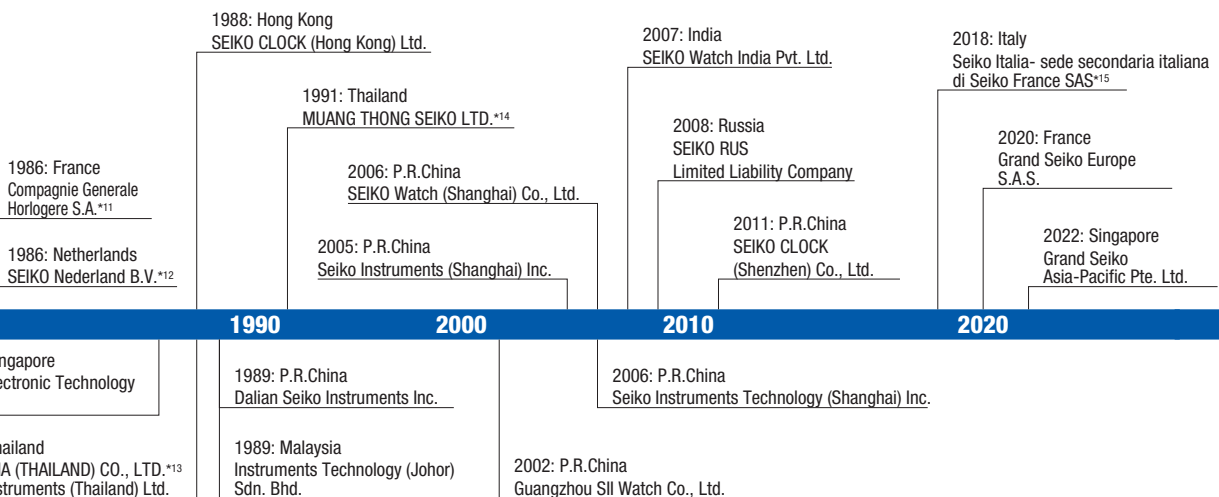 1988: Hong Kong
SEIKO CLOCK (Hong Kong) Ltd.
2007: India
SEIKO Watch India Pvt. Ltd.
2018: Italy
Seiko Italia- sede secondaria italiana
di Seiko France SAS*15
1991: Thailand
MUANG THONG SEIKO LTD.*14
2008: Russia
SEIKO RUS
Limited Liability Company
2020: France
Grand Seiko Europe
S.A.S.
1986: France
Compagnie Generale
Horlogere S.A.*11
2006: P.R.China
SEIKO Watch (Shanghai) Co., Ltd.
2011: P.R.China
SEIKO CLOCK
(Shenzhen) Co., Ltd.
2022: Singapore
Grand Seiko
Asia-Pacific Pte. Ltd.
1986: Netherlands
SEIKO Nederland B.V.*12
2005: P.R.China
Seiko Instruments (Shanghai) Inc.
1990 2000 2010 2020
ngapore
ectronic Technology
1989: P.R.China
Dalian Seiko Instruments Inc.
2006: P.R.China
Seiko Instruments Technology (Shanghai) Inc.
ailand
IA (THAILAND) CO., LTD.*13
struments (Thailand) Ltd.
1989: Malaysia
Instruments Technology (Johor)
Sdn. Bhd.
2002: P.R.China
Guangzhou SII Watch Co., Ltd.